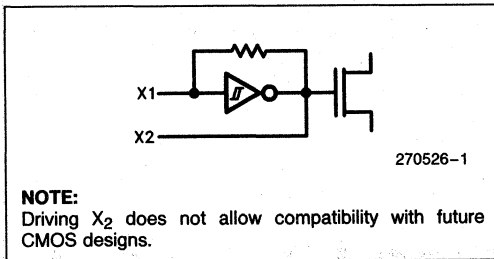 X1
X2
270526-1
NOTE:
Driving X2 does not allow compatibility with future
CMOS designs.